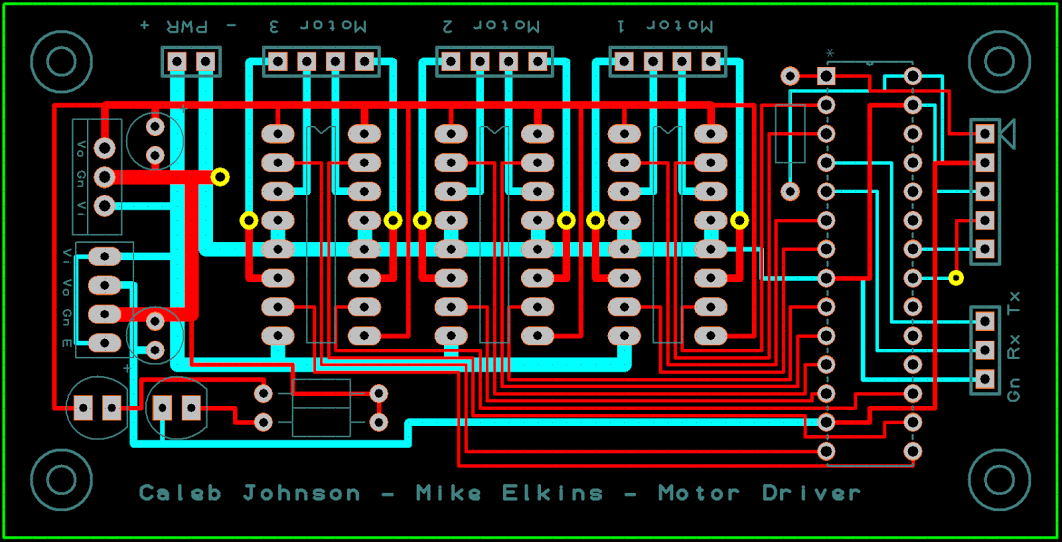 + PWR -
Motor 3
Motor 2
Motor 1
*
Vo
Gn
Vi
Vi
Vo
Gn
E
+
Tx
Rx
Gn
Caleb Johnson - Mike Elkins - Motor Driver